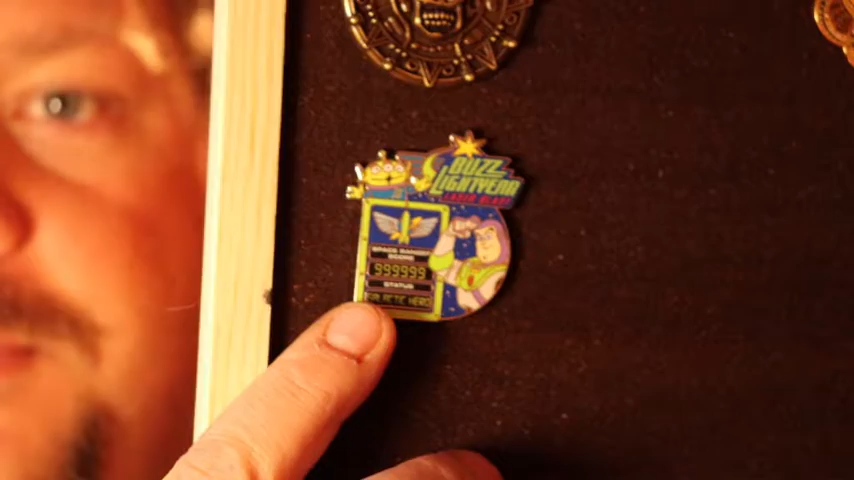 BUZZ
LIGHTYEAR
LASER BLAST
SPACE RANGER
SCORE
999999
STATUS
GALACTIC HERO